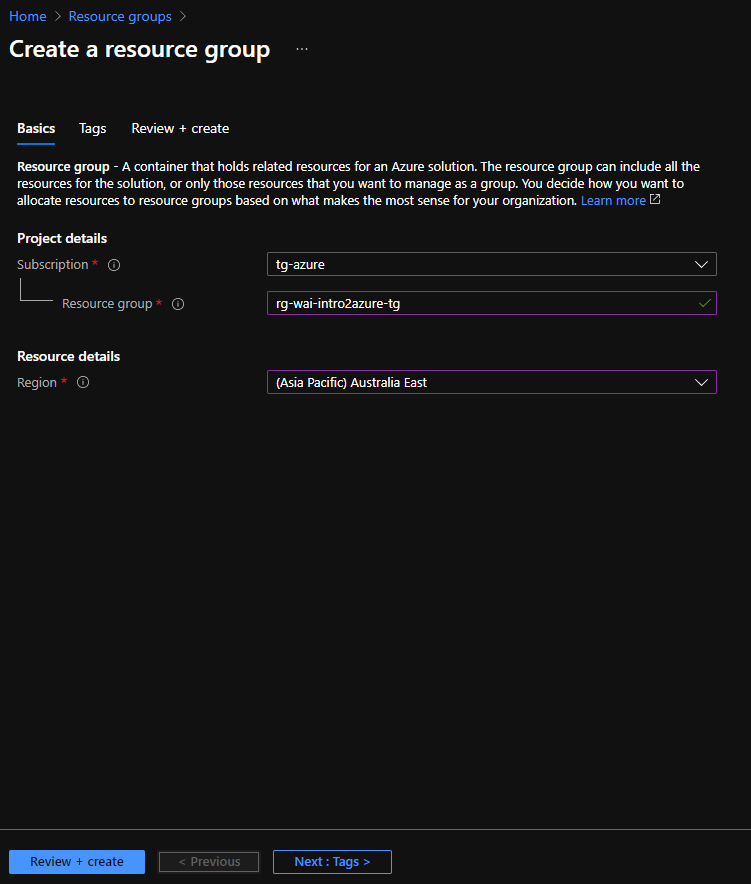 Home > Resource groups >
Create a resource group ...
Basics Tags Review + create
Resource group - A container that holds related resources for an Azure solution. The resource group can include all the
resources for the solution, or only those resources that you want to manage as a group. You decide how you want to
allocate resources to resource groups based on what makes the most sense for your organization. Learn more
Project details
Subscription * tg-azure
Resource group * rg-wai-intro2azure-tg
Resource details
Region * (Asia Pacific) Australia East
Review + create < Previous Next : Tags >